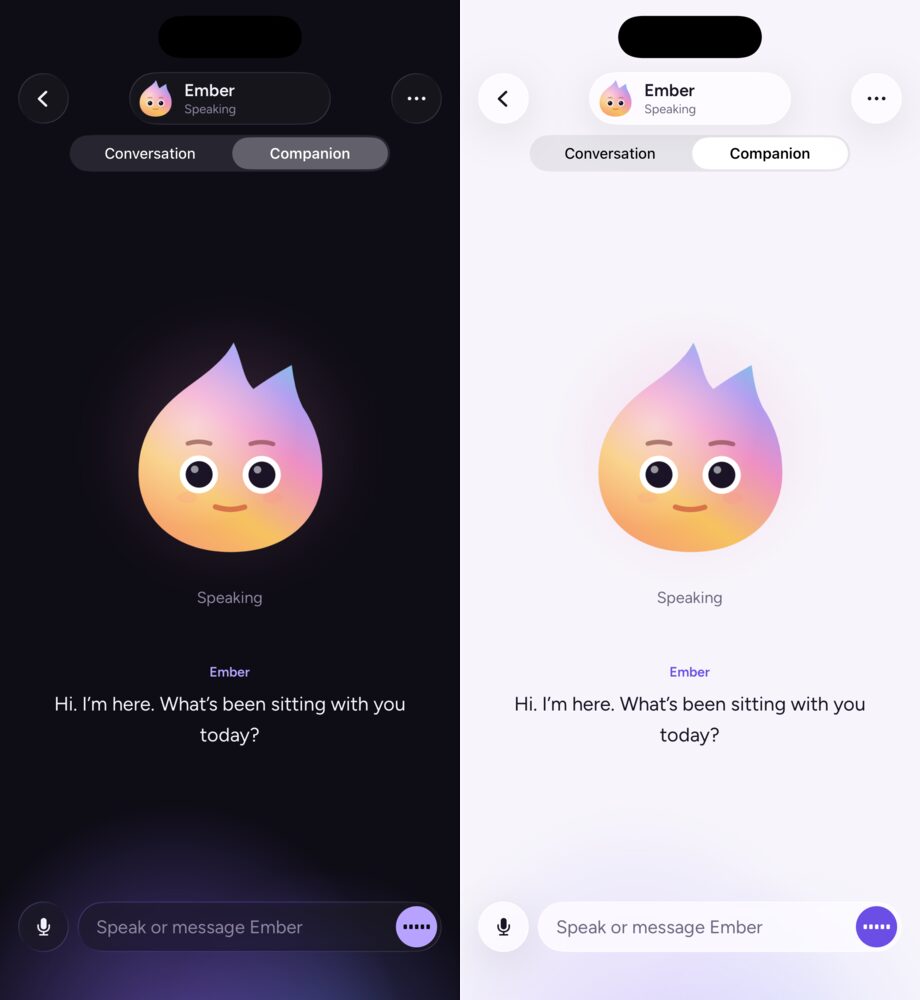 Ember
Speaking
Conversation Companion
Speaking
Ember
Hi. I’m here. What’s been sitting with you
today?
Speak or message Ember
Ember
Speaking
Conversation Companion
Speaking
Ember
Hi. I’m here. What’s been sitting with you
today?
Speak or message Ember